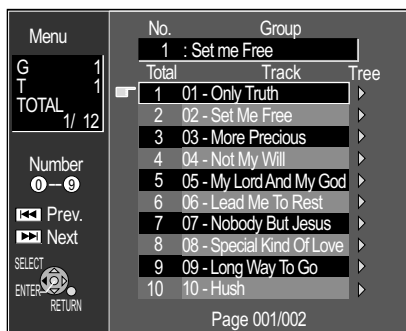 Menu
G 1
T 1
TOTAL
1/ 12
Number
0 – 9
Prev.
Next
SELECT
ENTER
RETURN
No. Group
1 : Set me Free
Total Track Tree
1 01 - Only Truth
2 02 - Set Me Free
3 03 - More Precious
4 04 - Not My Will
5 05 - My Lord And My God
6 06 - Lead Me To Rest
7 07 - Nobody But Jesus
8 08 - Special Kind Of Love
9 09 - Long Way To Go
10 10 - Hush
Page 001/002